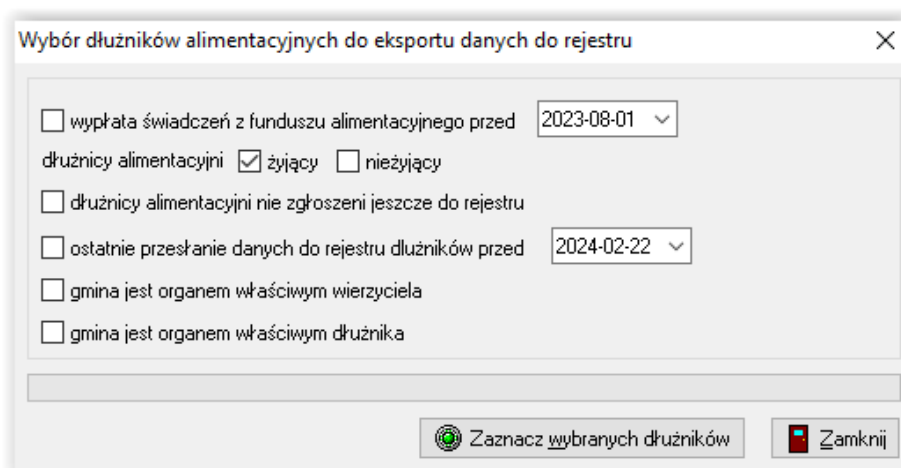 Wybór dłużników alimentacyjnych do eksportu danych do rejestru
wypłata świadczeń z funduszu alimentacyjnego przed 2023-08-01
dłużnicy alimentacyjni żyjący nieżyjący
dłużnicy alimentacyjni nie zgłoszeni jeszcze do rejestru
ostatnie przesłanie danych do rejestru dlużników przed 2024-02-22
gmina jest organem właściwym wierzyciela
gmina jest organem właściwym dłużnika
Zaznacz wybranych dłużników Zamknij